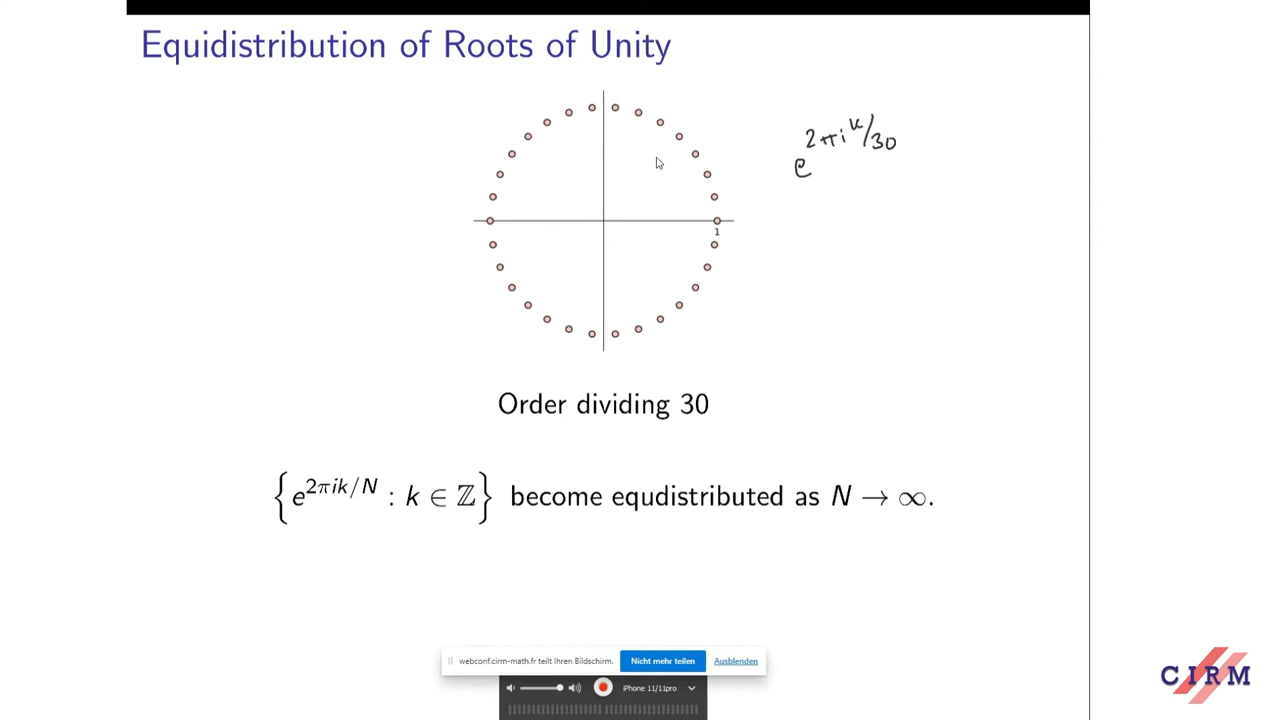 Equidistribution of Roots of Unity
e^{2πik/30}
1
Order dividing 30
{e^{2πik/N} : k ∈ ℤ} become equdistributed as N → ∞.
webconf.cirm-math.fr teilt Ihren Bildschirm. Nicht mehr teilen Ausblenden
iPhone 11/11pro
CIRM